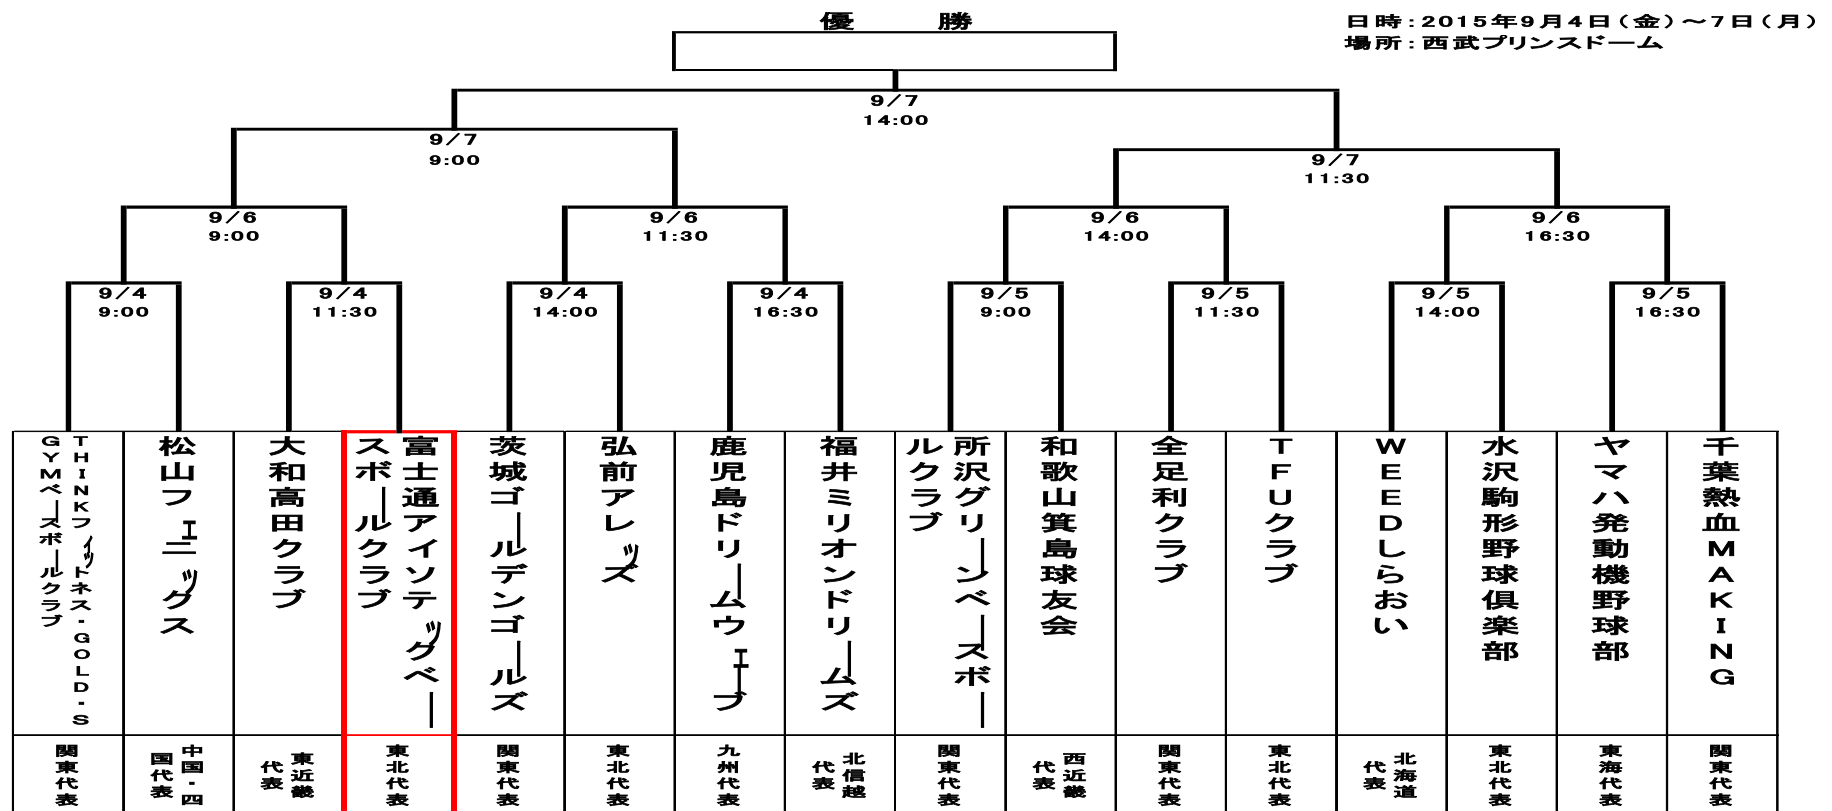 優 勝
日時:2015年9月4日(金)～7日(月)
場所:西武プリンスドーム
9/7
14:00
9/7
9:00
9/7
11:30
9/6
9:00
9/6
11:30
9/6
14:00
9/6
16:30
9/4
9:00
9/4
11:30
9/4
14:00
9/4
16:30
9/5
9:00
9/5
11:30
9/5
14:00
9/5
16:30
THINKフィットネス・GOLD・S
GYMベースボールクラブ
松山フェニックス
大和高田クラブ
富士通アイソテックベー
スボールクラブ
茨城ゴールデンゴールズ
弘前アレッズ
鹿児島ドリームウェーブ
福井ミリオンドリームズ
所沢グリーンベースボー
ルクラブ
和歌山箕島球友会
全足利クラブ
TFUクラブ
WEEDしらおい
水沢駒形野球倶楽部
ヤマハ発動機野球部
千葉熱血MAKING
関東代表
中国・四
国代表
東近畿
代表
東北代表
関東代表
東北代表
九州代表
北信越
代表
関東代表
西近畿
代表
関東代表
東北代表
北海道
代表
東北代表
東海代表
関東代表